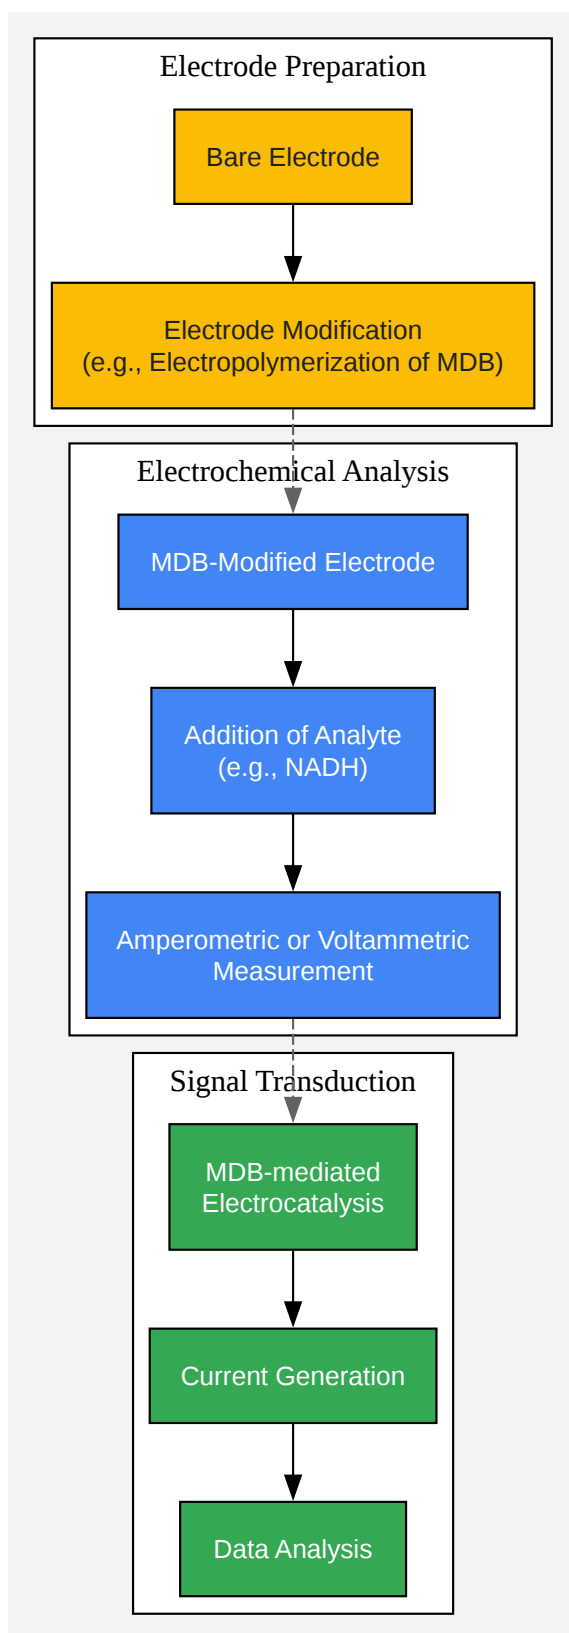 Electrode Preparation
Bare Electrode
Electrode Modification
(e.g., Electropolymerization of MDB)
Electrochemical Analysis
MDB-Modified Electrode
Addition of Analyte
(e.g., NADH)
Amperometric or Voltammetric
Measurement
Signal Transduction
MDB-mediated
Electrocatalysis
Current Generation
Data Analysis